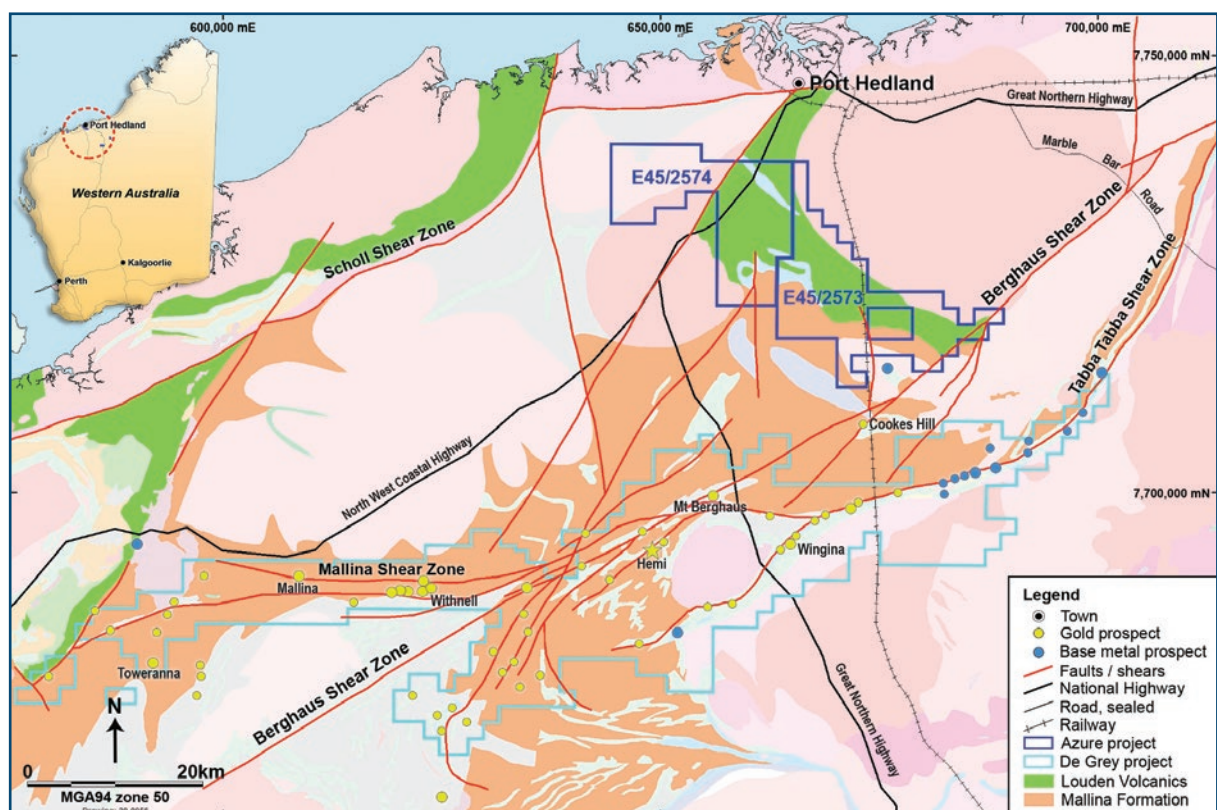 600,000 mE
650,000 mE
700,000 mE
7,750,000 mN
Port Hedland
Great Northern Highway
Port Hedland
Marble
Bar
Road
Western Australia
E45/2574
Scholl Shear Zone
Berghaus Shear Zone
Kalgoorlie
Perth
E45/2573
Tabba Tabba Shear Zone
Cookes Hill
North West Coastal Highway
7,700,000 mN
Mt Berghaus
Wingina
Hemi
Mallina Shear Zone
Mallina
Withnell
Toweranna
Berghaus Shear Zone
Great Northern Highway
N
0
20km
MGA94 zone 50
Legend
Town
Gold prospect
Base metal prospect
Faults / shears
National Highway
Road, sealed
Railway
Azure project
De Grey project
Louden Volcanics
Mallina Formation